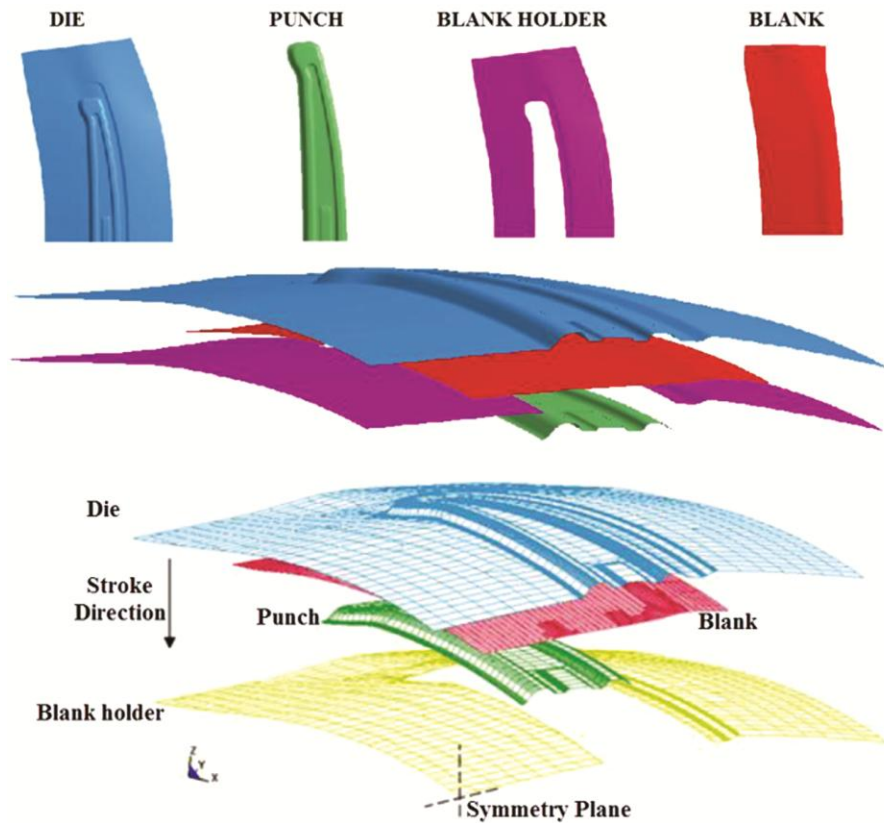 DIE
PUNCH
BLANK HOLDER
BLANK
Die
Stroke
Direction
Punch
Blank
Blank holder
Z
Y
X
Symmetry Plane